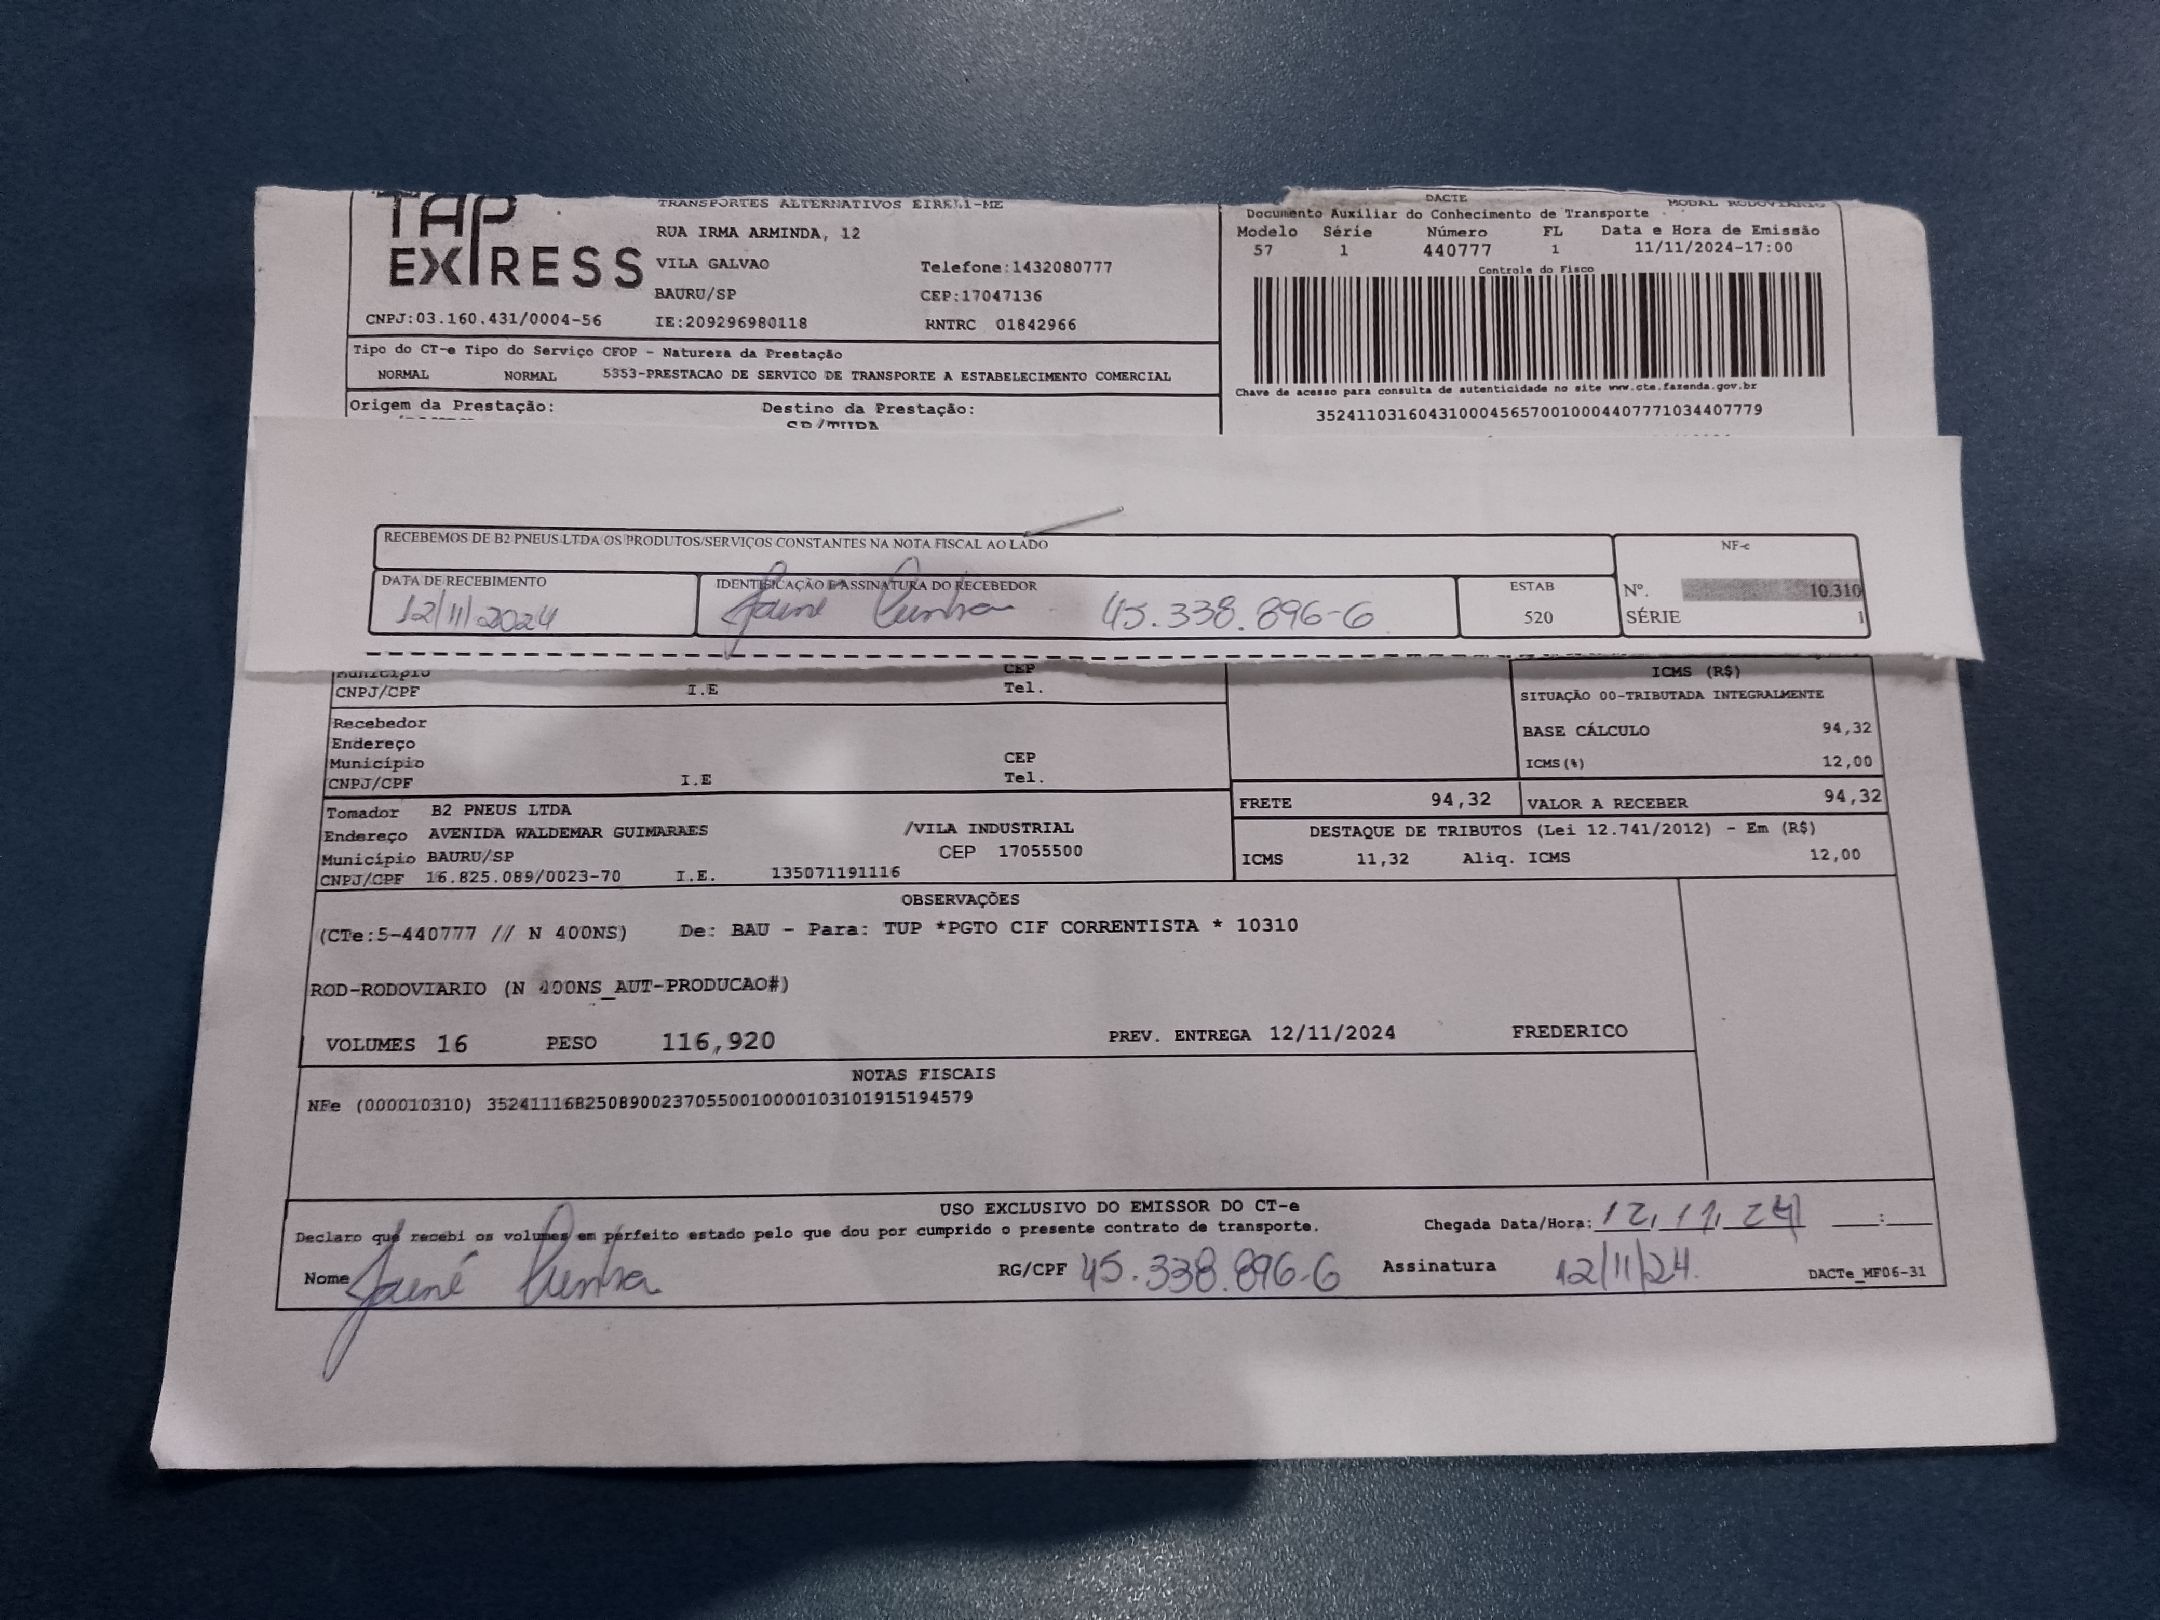 TAP
EXPRESS
TRANSPORTES ALTERNATIVOS EIRELI-ME
RUA IRMA ARMINDA, 12
VILA GALVAO Telefone:1432080777
BAURU/SP CEP:17047136
CNPJ:03.160.431/0004-56 IE:209296980118 RNTRC 01842966
Tipo do CT-e Tipo do Serviço CFOP - Natureza da Prestação
NORMAL NORMAL 5353-PRESTACAO DE SERVICO DE TRANSPORTE A ESTABELECIMENTO COMERCIAL
Origem da Prestação: Destino da Prestação:
DACTE MODAL RODOVIARIO
Documento Auxiliar do Conhecimento de Transporte
Modelo Série Número FL Data e Hora de Emissão
57 1 440777 1 11/11/2024-17:00
Controle do Fisco
Chave de acesso para consulta de autenticidade no site www.cte.fazenda.gov.br
35241103160431000456570010004407771034407779
RECEBEMOS DE B2 PNEUS LTDA OS PRODUTOS/SERVIÇOS CONSTANTES NA NOTA FISCAL AO LADO
DATA DE RECEBIMENTO IDENTIFICAÇÃO E ASSINATURA DO RECEBEDOR ESTAB
12/11/2024 45.338.896-6 520
NF-e
Nº. 10.310
SÉRIE 1
Município CEP
CNPJ/CPF I.E Tel.
Recebedor
Endereço
Município CEP
CNPJ/CPF I.E Tel.
ICMS (R$)
SITUAÇÃO 00-TRIBUTADA INTEGRALMENTE
BASE CÁLCULO 94,32
ICMS(%) 12,00
FRETE 94,32 VALOR A RECEBER 94,32
DESTAQUE DE TRIBUTOS (Lei 12.741/2012) - Em (R$)
ICMS 11,32 Aliq. ICMS 12,00
Tomador B2 PNEUS LTDA
Endereço AVENIDA WALDEMAR GUIMARAES /VILA INDUSTRIAL
Município BAURU/SP CEP 17055500
CNPJ/CPF 16.825.089/0023-70 I.E. 135071191116
OBSERVAÇÕES
(CTe:5-440777 // N 400NS) De: BAU - Para: TUP *PGTO CIF CORRENTISTA * 10310
ROD-RODOVIARIO (N 400NS_AUT-PRODUCAO#)
VOLUMES 16 PESO 116,920 PREV. ENTREGA 12/11/2024 FREDERICO
NOTAS FISCAIS
NFe (000010310) 35241116825089002370550010000103101915194579
USO EXCLUSIVO DO EMISSOR DO CT-e
Declaro que recebi os volumes em perfeito estado pelo que dou por cumprido o presente contrato de transporte. Chegada Data/Hora: 12,11,24 __:__
Nome RG/CPF 45.338.896-6 Assinatura 12/11/24. DACTe_MF06-31